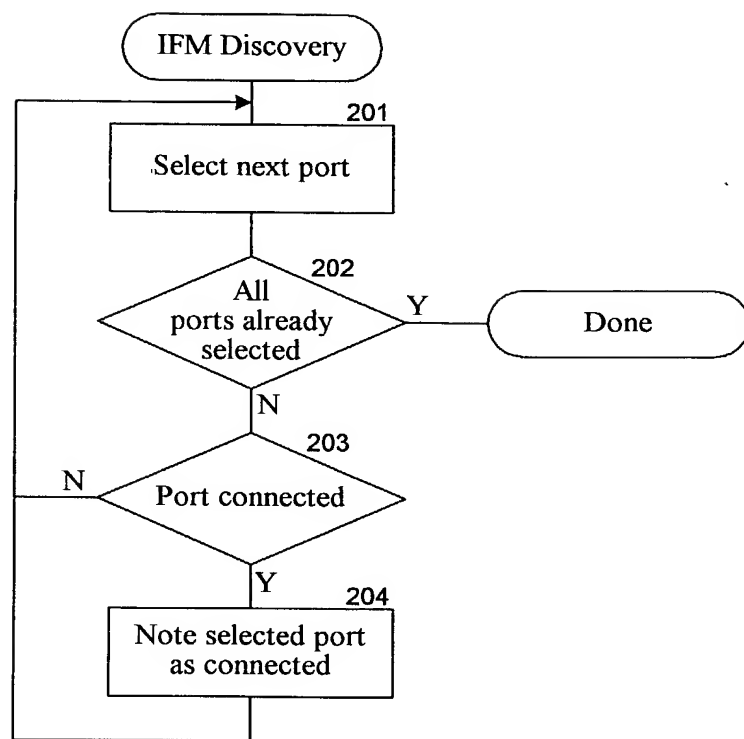 IFM Discovery
201
Select next port
202
All
ports already
selected
Y
Done
N
203
N
Port connected
Y
204
Note selected port
as connected